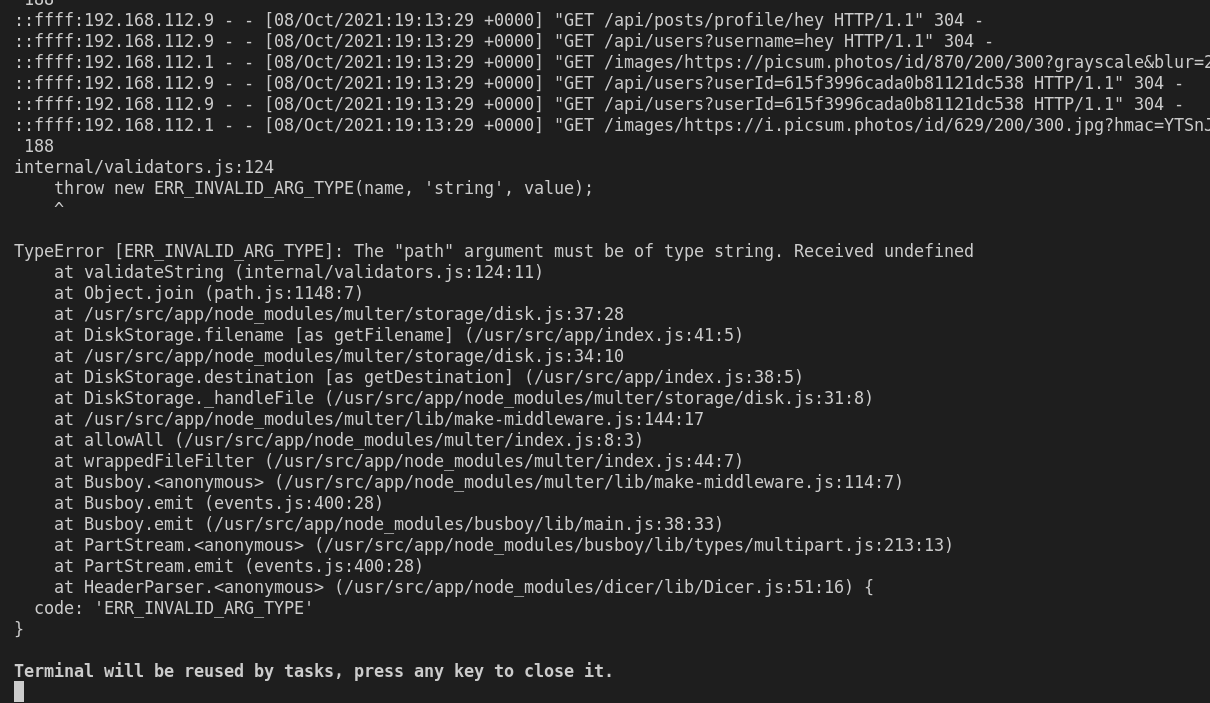 188
::ffff:192.168.112.9 - - [08/Oct/2021:19:13:29 +0000] "GET /api/posts/profile/hey HTTP/1.1" 304 -
::ffff:192.168.112.9 - - [08/Oct/2021:19:13:29 +0000] "GET /api/users?username=hey HTTP/1.1" 304 -
::ffff:192.168.112.1 - - [08/Oct/2021:19:13:29 +0000] "GET /images/https://picsum.photos/id/870/200/300?grayscale&blur=2
::ffff:192.168.112.9 - - [08/Oct/2021:19:13:29 +0000] "GET /api/users?userId=615f3996cada0b81121dc538 HTTP/1.1" 304 -
::ffff:192.168.112.9 - - [08/Oct/2021:19:13:29 +0000] "GET /api/users?userId=615f3996cada0b81121dc538 HTTP/1.1" 304 -
::ffff:192.168.112.1 - - [08/Oct/2021:19:13:29 +0000] "GET /images/https://i.picsum.photos/id/629/200/300.jpg?hmac=YTSnJ
 188
internal/validators.js:124
    throw new ERR_INVALID_ARG_TYPE(name, 'string', value);
    ^

TypeError [ERR_INVALID_ARG_TYPE]: The "path" argument must be of type string. Received undefined
    at validateString (internal/validators.js:124:11)
    at Object.join (path.js:1148:7)
    at /usr/src/app/node_modules/multer/storage/disk.js:37:28
    at DiskStorage.filename [as getFilename] (/usr/src/app/index.js:41:5)
    at /usr/src/app/node_modules/multer/storage/disk.js:34:10
    at DiskStorage.destination [as getDestination] (/usr/src/app/index.js:38:5)
    at DiskStorage._handleFile (/usr/src/app/node_modules/multer/storage/disk.js:31:8)
    at /usr/src/app/node_modules/multer/lib/make-middleware.js:144:17
    at allowAll (/usr/src/app/node_modules/multer/index.js:8:3)
    at wrappedFileFilter (/usr/src/app/node_modules/multer/index.js:44:7)
    at Busboy.<anonymous> (/usr/src/app/node_modules/multer/lib/make-middleware.js:114:7)
    at Busboy.emit (events.js:400:28)
    at Busboy.emit (/usr/src/app/node_modules/busboy/lib/main.js:38:33)
    at PartStream.<anonymous> (/usr/src/app/node_modules/busboy/lib/types/multipart.js:213:13)
    at PartStream.emit (events.js:400:28)
    at HeaderParser.<anonymous> (/usr/src/app/node_modules/dicer/lib/Dicer.js:51:16) {
  code: 'ERR_INVALID_ARG_TYPE'
}

Terminal will be reused by tasks, press any key to close it.